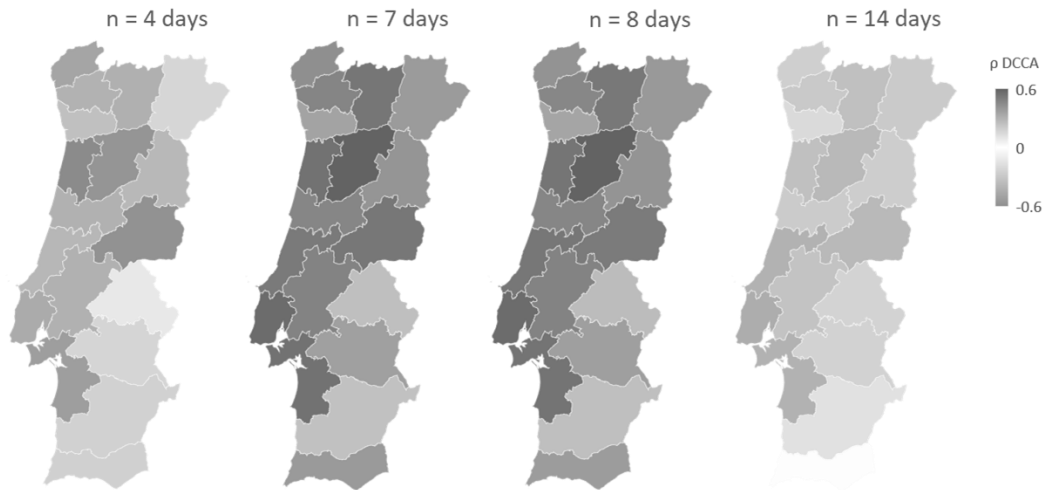 n = 4 days
n = 7 days
n = 8 days
n = 14 days
ρ DCCA
0.6
0
-0.6